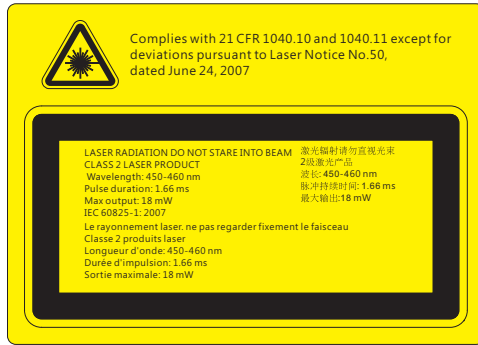 Complies with 21 CFR 1040.10 and 1040.11 except for
deviations pursuant to Laser Notice No.50,
dated June 24, 2007
LASER RADIATION DO NOT STARE INTO BEAM
CLASS 2 LASER PRODUCT
Wavelength: 450-460 nm
Pulse duration: 1.66 ms
Max output: 18 mW
IEC 60825-1: 2007
激光辐射请勿直视光束
2级激光产品
波长: 450-460 nm
脉冲持续时间: 1.66 ms
最大输出:18 mW
Le rayonnement laser. ne pas regarder fixement le faisceau
Classe 2 produits laser
Longueur d'onde: 450-460 nm
Durée d'impulsion: 1.66 ms
Sortie maximale: 18 mW